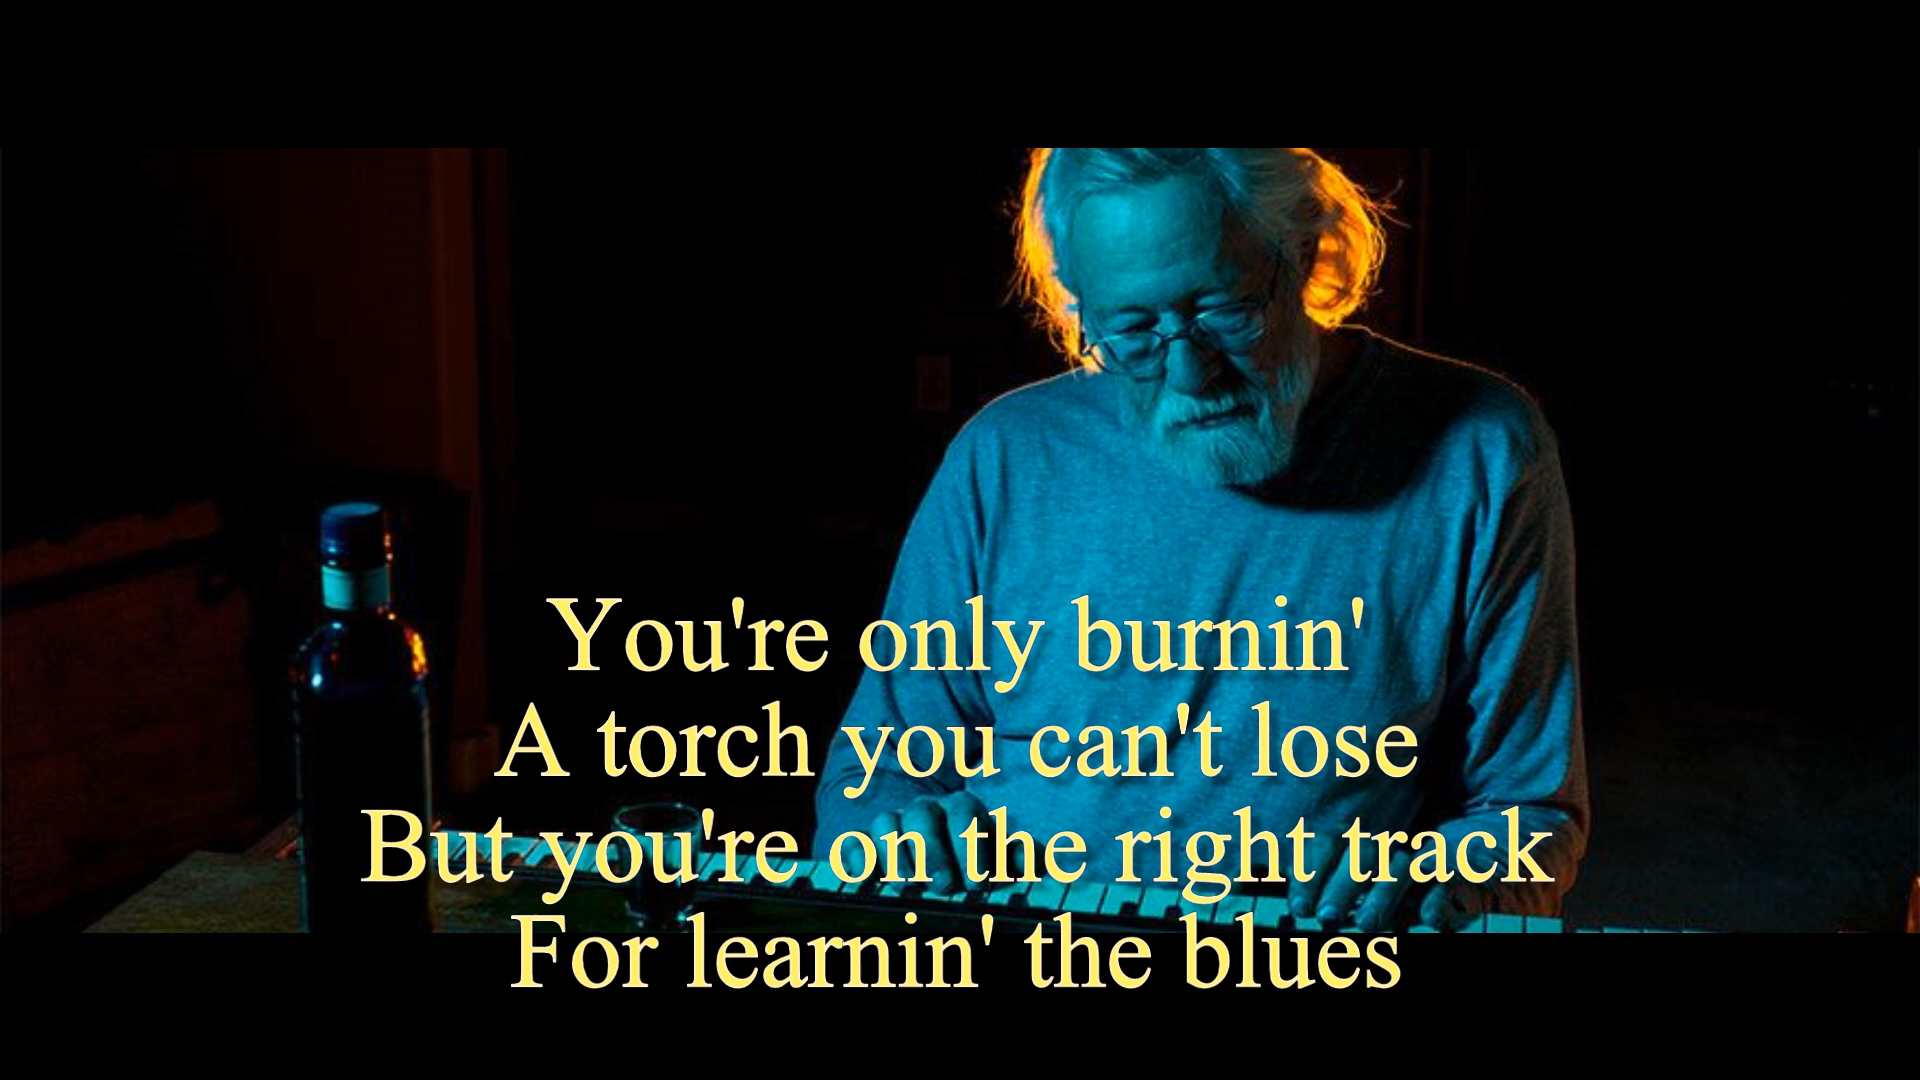 You're only burnin'
A torch you can't lose
But you're on the right track
For learnin' the blues